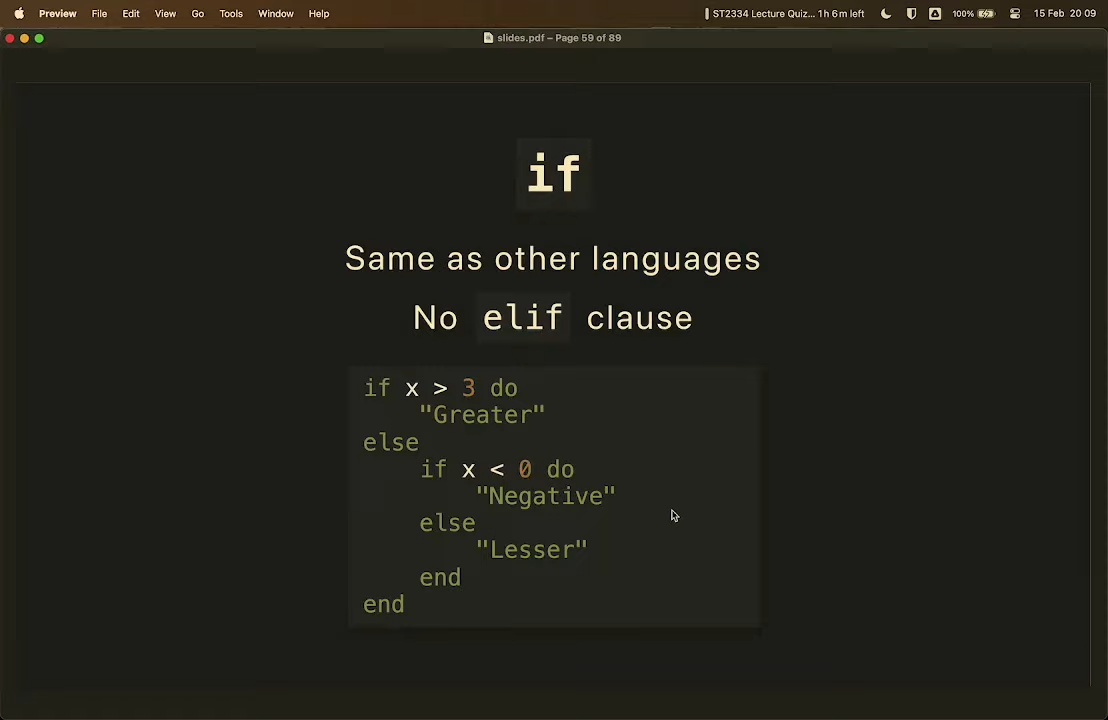 Preview File Edit View Go Tools Window Help ST2334 Lecture Quiz... 1h 6m left 100% 15 Feb 20 09
slides.pdf – Page 59 of 89
if
Same as other languages
No elif clause
if x > 3 do
    "Greater"
else
    if x < 0 do
        "Negative"
    else
        "Lesser"
    end
end